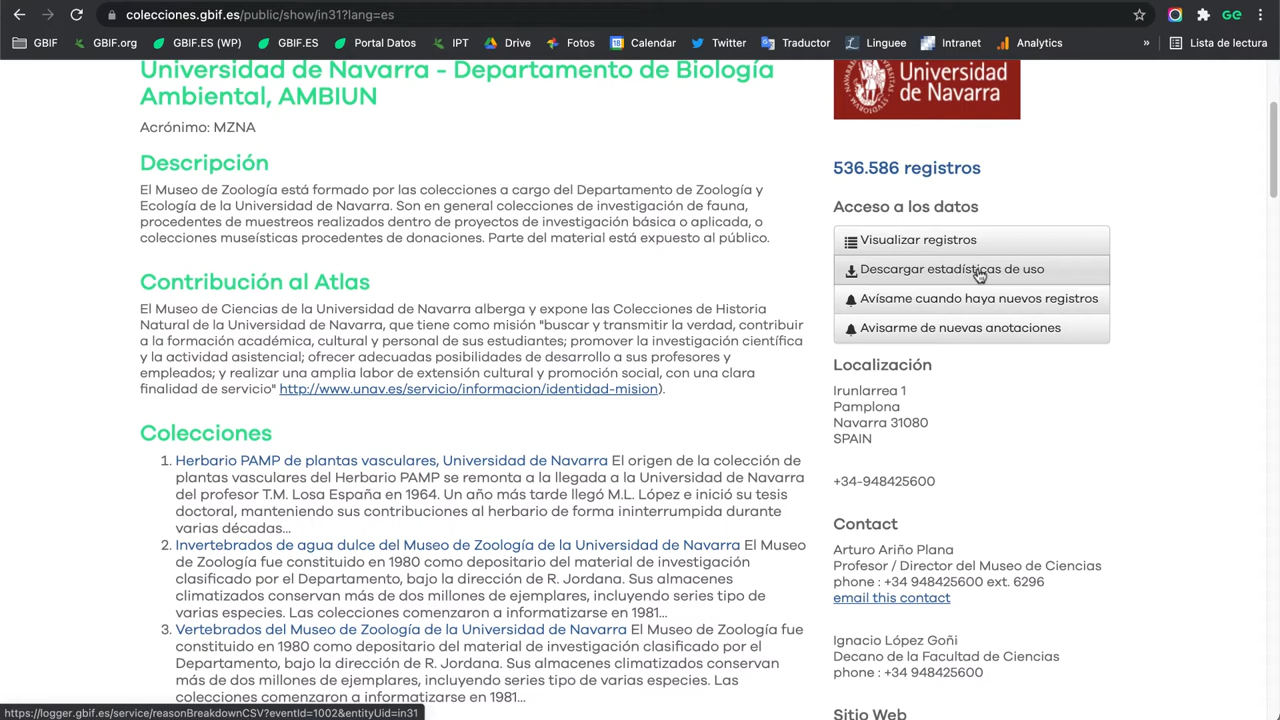 colecciones.gbif.es/public/show/in31?lang=es
GBIF
GBIF.org
GBIF.ES (WP)
GBIF.ES
Portal Datos
IPT
Drive
Fotos
18 Calendar
Twitter
Traductor
Linguee
Intranet
Analytics
»
Lista de lectura
GE
Universidad de Navarra - Departamento de Biología
Ambiental, AMBIUN
Acrónimo: MZNA
Descripción
El Museo de Zoología está formado por las colecciones a cargo del Departamento de Zoología y
Ecología de la Universidad de Navarra. Son en general colecciones de investigación de fauna,
procedentes de muestreos realizados dentro de proyectos de investigación básica o aplicada, o
colecciones museísticas procedentes de donaciones. Parte del material está expuesto al público.
Contribución al Atlas
El Museo de Ciencias de la Universidad de Navarra alberga y expone las Colecciones de Historia
Natural de la Universidad de Navarra, que tiene como misión "buscar y transmitir la verdad, contribuir
a la formación académica, cultural y personal de sus estudiantes; promover la investigación científica
y la actividad asistencial; ofrecer adecuadas posibilidades de desarrollo a sus profesores y
empleados; y realizar una amplia labor de extensión cultural y promoción social, con una clara
finalidad de servicio" http://www.unav.es/servicio/informacion/identidad-mision).
Colecciones
1. Herbario PAMP de plantas vasculares, Universidad de Navarra El origen de la colección de
plantas vasculares del Herbario PAMP se remonta a la llegada a la Universidad de Navarra
del profesor T.M. Losa España en 1964. Un año más tarde llegó M.L. López e inició su tesis
doctoral, manteniendo sus contribuciones al herbario de forma ininterrumpida durante
varias décadas...
2. Invertebrados de agua dulce del Museo de Zoología de la Universidad de Navarra El Museo
de Zoología fue constituido en 1980 como depositario del material de investigación
clasificado por el Departamento, bajo la dirección de R. Jordana. Sus almacenes
climatizados conservan más de dos millones de ejemplares, incluyendo series tipo de
varias especies. Las colecciones comenzaron a informatizarse en 1981...
3. Vertebrados del Museo de Zoología de la Universidad de Navarra El Museo de Zoología fue
constituido en 1980 como depositario del material de investigación clasificado por el
Departamento, bajo la dirección de R. Jordana. Sus almacenes climatizados conservan
más de dos millones de ejemplares, incluyendo series tipo de varias especies. Las
colecciones comenzaron a informatizarse en 1981...
Universidad
de Navarra
536.586 registros
Acceso a los datos
Visualizar registros
Descargar estadísticas de uso
Avísame cuando haya nuevos registros
Avisarme de nuevas anotaciones
Localización
Irunlarrea 1
Pamplona
Navarra 31080
SPAIN
+34-948425600
Contact
Arturo Ariño Plana
Profesor / Director del Museo de Ciencias
phone : +34 948425600 ext. 6296
email this contact
Ignacio López Goñi
Decano de la Facultad de Ciencias
phone : +34 948425600
Sitio Web
https://logger.gbif.es/service/reasonBreakdownCSV?eventId=1002&entityUid=in31